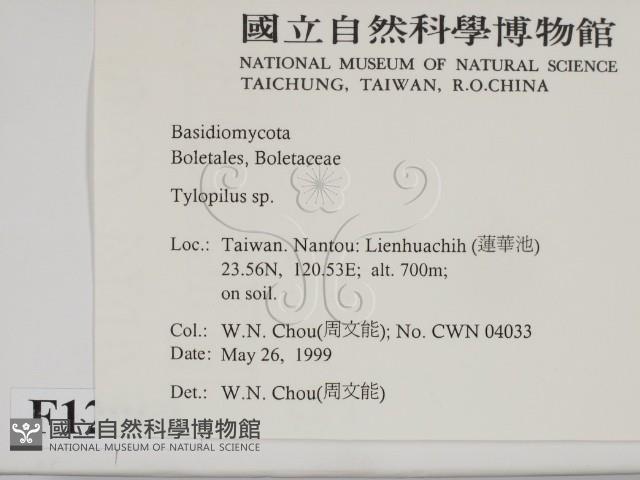 國立自然科學博物館
NATIONAL MUSEUM OF NATURAL SCIENCE
TAICHUNG, TAIWAN, R.O.CHINA
Basidiomycota
Boletales, Boletaceae
Tylopilus sp.
Loc.: Taiwan. Nantou: Lienhuachih (蓮華池)
23.56N, 120.53E; alt. 700m;
on soil.
Col.: W.N. Chou(周文能); No. CWN 04033
Date: May 26, 1999
Det.: W.N. Chou(周文能)
國立自然科學博物館
NATIONAL MUSEUM OF NATURAL SCIENCE